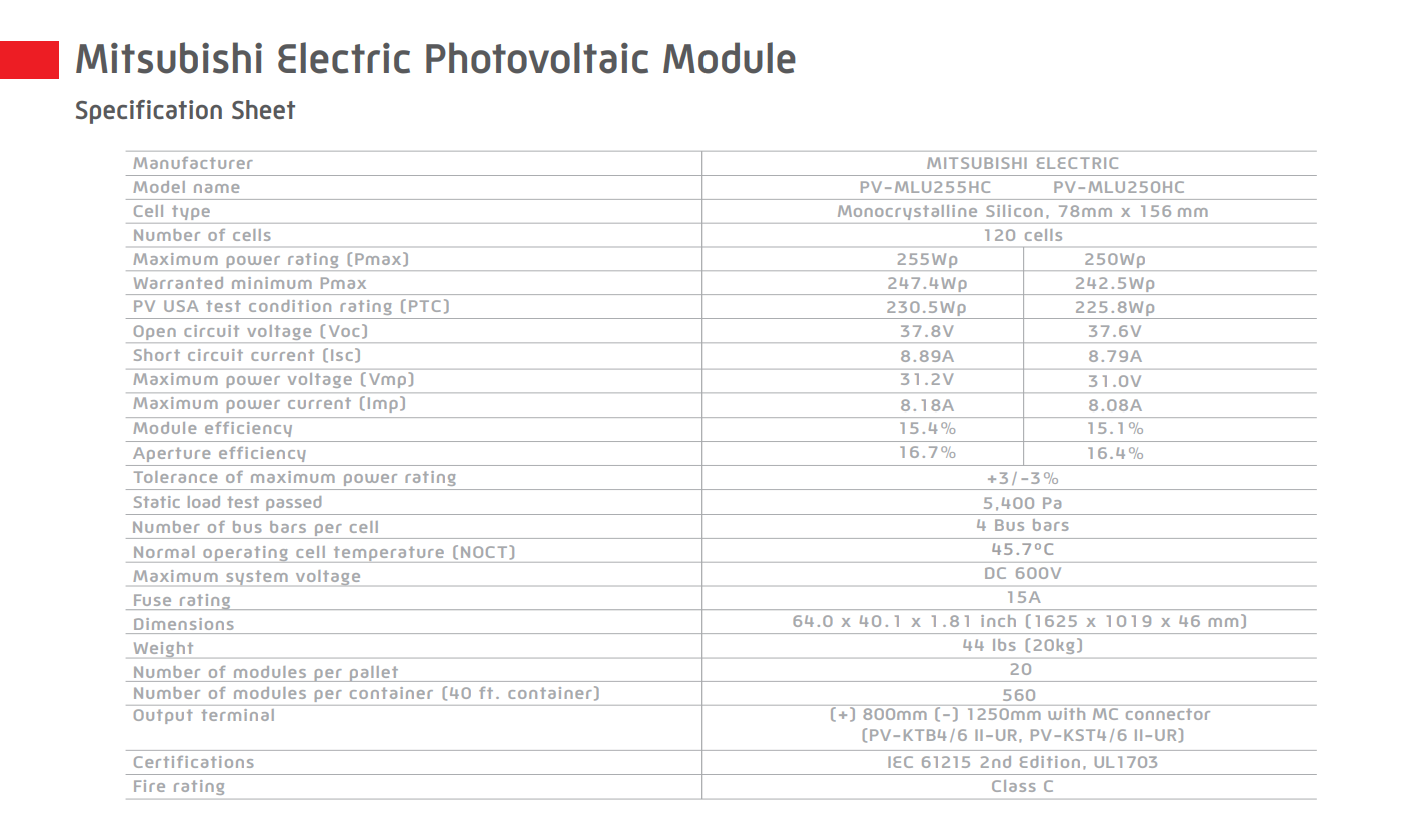 Mitsubishi Electric Photovoltaic Module
Specification Sheet
Manufacturer MITSUBISHI ELECTRIC
Model name PV-MLU255HC PV-MLU250HC
Cell type Monocrystalline Silicon, 78mm x 156 mm
Number of cells 120 cells
Maximum power rating (Pmax) 255Wp 250Wp
Warranted minimum Pmax 247.4Wp 242.5Wp
PV USA test condition rating (PTC) 230.5Wp 225.8Wp
Open circuit voltage (Voc) 37.8V 37.6V
Short circuit current (Isc) 8.89A 8.79A
Maximum power voltage (Vmp) 31.2V 31.0V
Maximum power current (Imp) 8.18A 8.08A
Module efficiency 15.4% 15.1%
Aperture efficiency 16.7% 16.4%
Tolerance of maximum power rating +3/-3%
Static load test passed 5,400 Pa
Number of bus bars per cell 4 Bus bars
Normal operating cell temperature (NOCT) 45.7ºC
Maximum system voltage DC 600V
Fuse rating 15A
Dimensions 64.0 x 40.1 x 1.81 inch (1625 x 1019 x 46 mm)
Weight 44 lbs (20kg)
Number of modules per pallet 20
Number of modules per container (40 ft. container) 560
Output terminal (+) 800mm (-) 1250mm with MC connector
(PV-KTB4/6 II-UR, PV-KST4/6 II-UR)
Certifications IEC 61215 2nd Edition, UL1703
Fire rating Class C